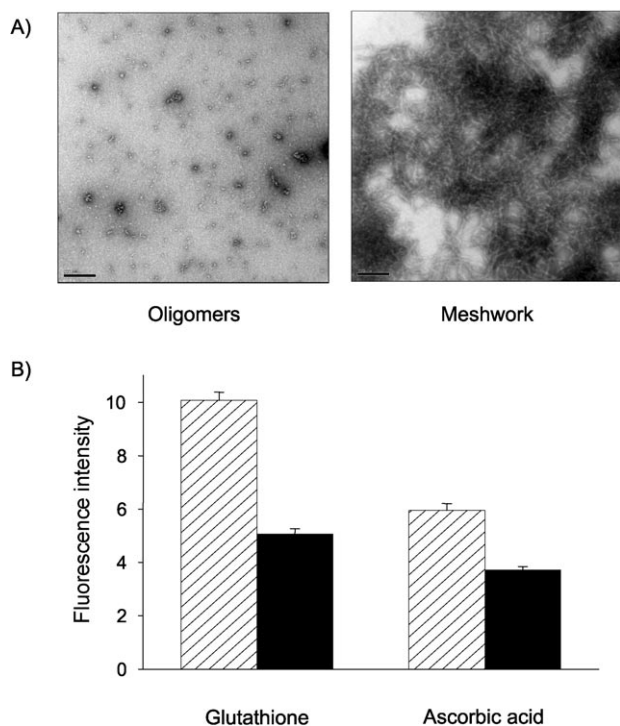 A)
Oligomers
Meshwork
B)
Fluorescence intensity
10
8
6
4
2
0
Glutathione
Ascorbic acid